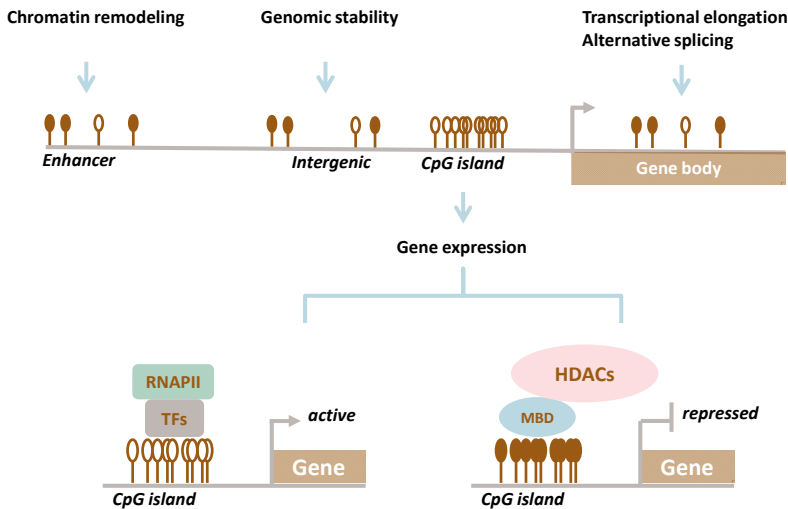 Chromatin remodeling
Genomic stability
Transcriptional elongation
Alternative splicing
Enhancer
Intergenic
CpG island
Gene body
Gene expression
RNAPII
TFs
active
Gene
CpG island
HDACs
MBD
repressed
Gene
CpG island